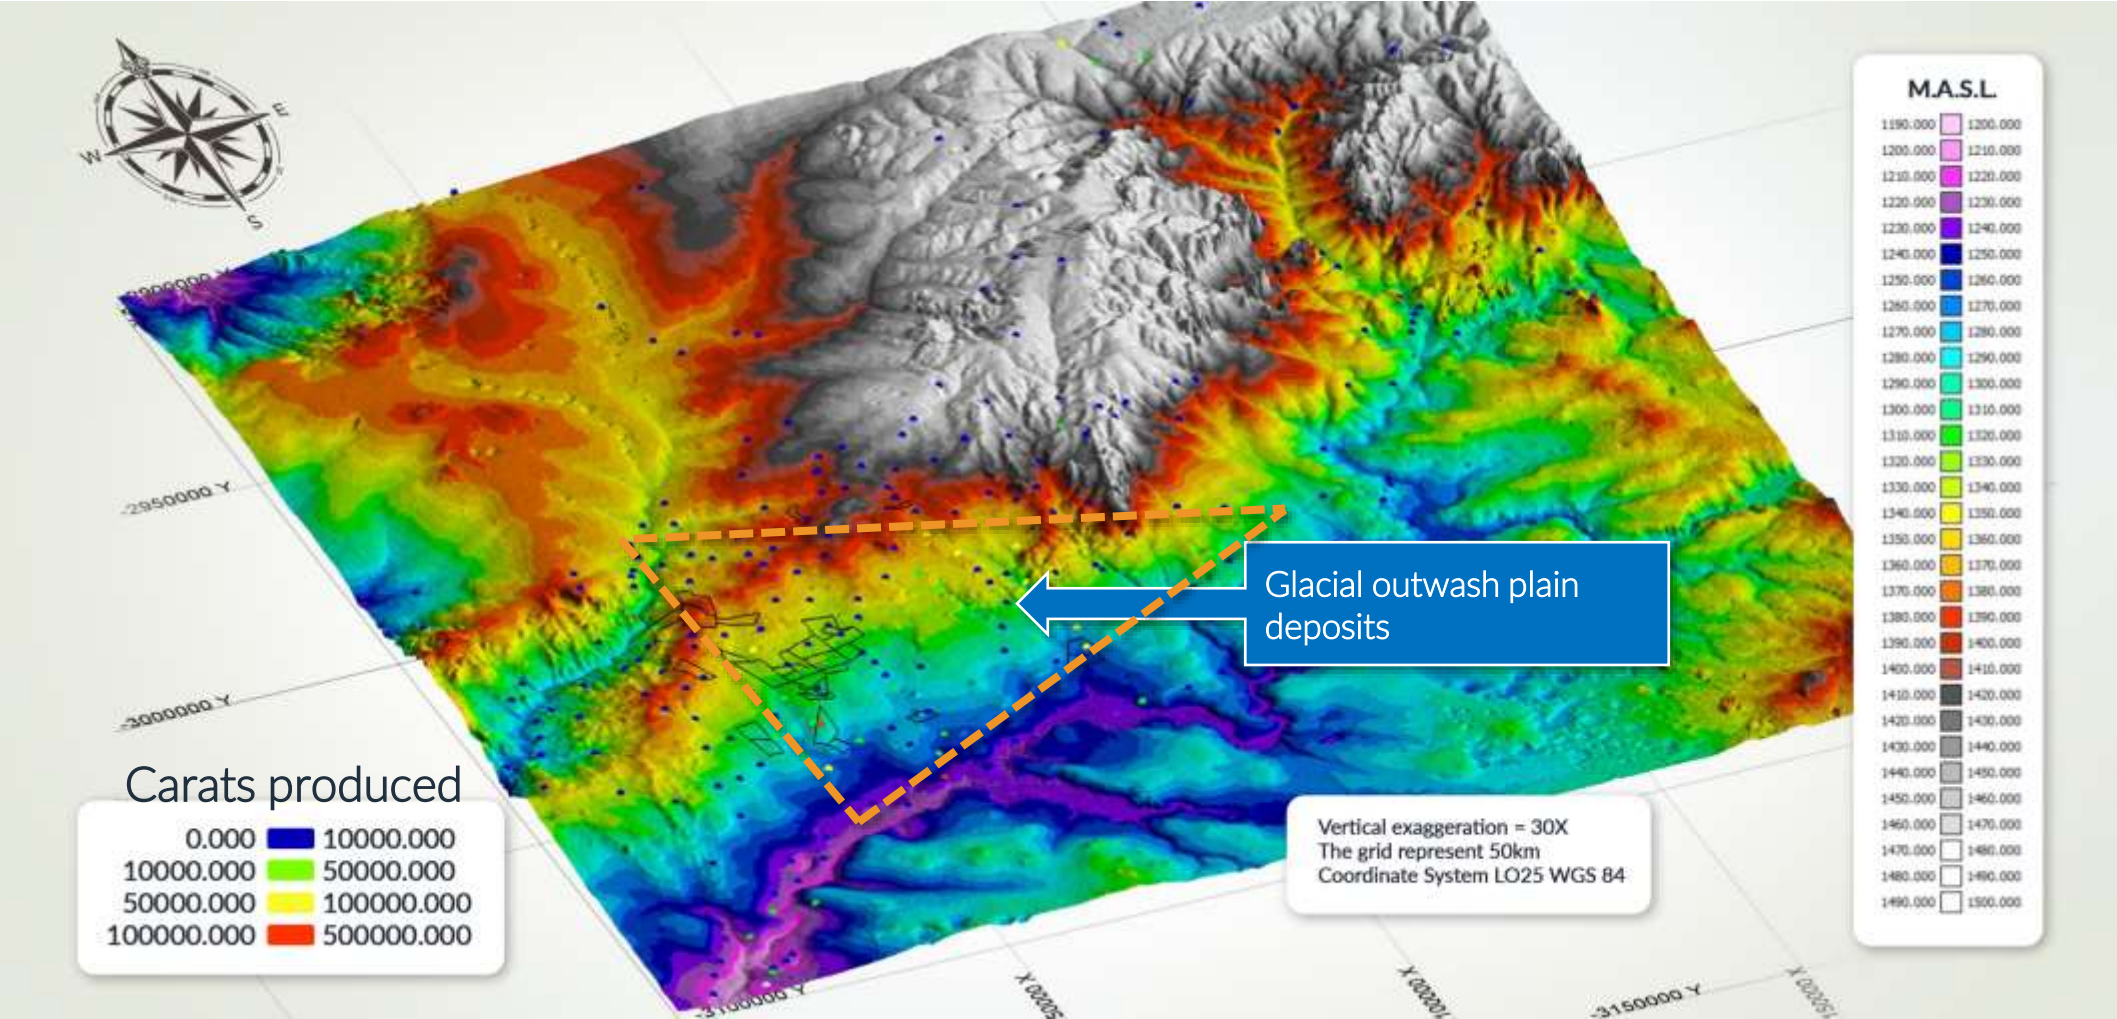 E
W
S
-2950000 Y
-3000000 Y
-3100000 Y
50000 X
100000 X
-3150000 Y
150000 X
Glacial outwash plain
deposits
Carats produced
0.000 10000.000
10000.000 50000.000
50000.000 100000.000
100000.000 500000.000
Vertical exaggeration = 30X
The grid represent 50km
Coordinate System LO25 WGS 84
M.A.S.L.
1190.000 1200.000
1200.000 1210.000
1210.000 1220.000
1220.000 1230.000
1230.000 1240.000
1240.000 1250.000
1250.000 1260.000
1260.000 1270.000
1270.000 1280.000
1280.000 1290.000
1290.000 1300.000
1300.000 1310.000
1310.000 1320.000
1320.000 1330.000
1330.000 1340.000
1340.000 1350.000
1350.000 1360.000
1360.000 1370.000
1370.000 1380.000
1380.000 1390.000
1390.000 1400.000
1400.000 1410.000
1410.000 1420.000
1420.000 1430.000
1430.000 1440.000
1440.000 1450.000
1450.000 1460.000
1460.000 1470.000
1470.000 1480.000
1480.000 1490.000
1490.000 1500.000